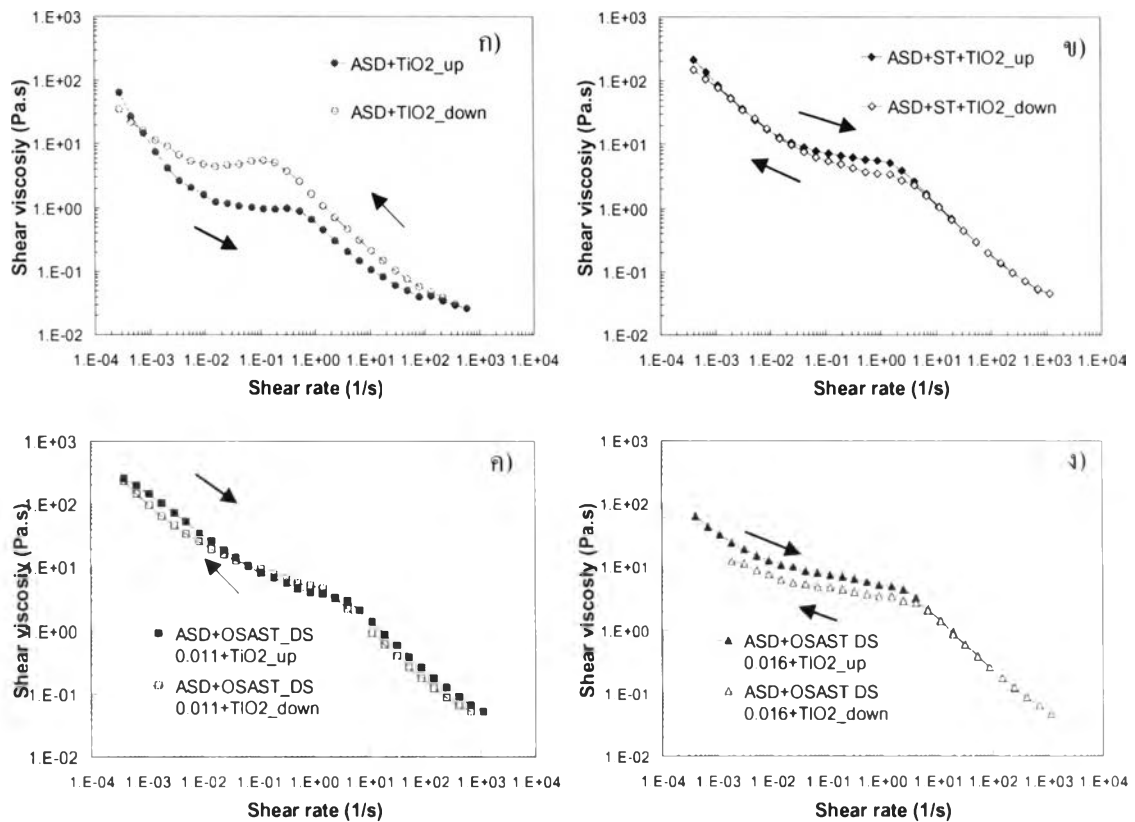 ก)
1.E+03
1.E+02
1.E+01
1.E+00
1.E-01
1.E-02
Shear viscosiy (Pa.s)
ASD+TiO2_up
ASD+TIO2_down
1.E-04 1.E-03 1.E-02 1.E-01 1.E+00 1.E+01 1.E+02 1.E+03 1.E+04
Shear rate (1/s)
ข)
1.E+03
1.E+02
1.E+01
1.E+00
1.E-01
1.E-02
Shear viscosiy (Pa.s)
ASD+ST+TIO2_up
ASD+ST+TIO2_down
1.E-04 1.E-03 1.E-02 1.E-01 1.E+00 1.E+01 1.E+02 1.E+03 1.E+04
Shear rate (1/s)
ค)
1.E+03
1.E+02
1.E+01
1.E+00
1.E-01
1.E-02
Shear viscosiy (Pa.s)
ASD+OSAST_DS
0.011+TiO2_up
ASD+OSAST_DS
0.011+TIO2_down
1.E-04 1.E-03 1.E-02 1.E-01 1.E+00 1.E+01 1.E+02 1.E+03 1.E+04
Shear rate (1/s)
ง)
1.E+03
1.E+02
1.E+01
1.E+00
1.E-01
1.E-02
Shear viscosiy (Pa.s)
ASD+OSAST DS
0.016+TIO2_up
ASD+OSAST DS
0.016+TIO2_down
1.E-04 1.E-03 1.E-02 1.E-01 1.E+00 1.E+01 1.E+02 1.E+03 1.E+04
Shear rate (1/s)